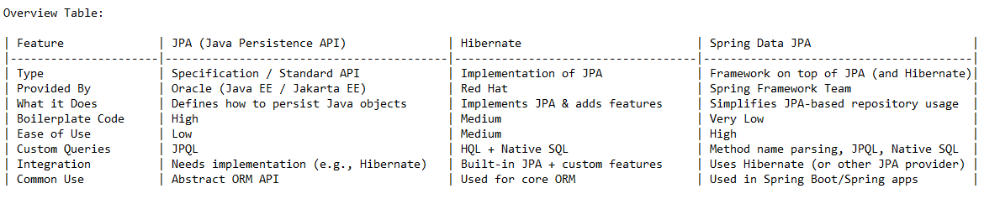 Overview Table:
| Feature | JPA (Java Persistence API) | Hibernate | Spring Data JPA |
|----------------------|------------------------------------------|-----------------------------------|---------------------------------------|
| Type | Specification / Standard API | Implementation of JPA | Framework on top of JPA (and Hibernate)|
| Provided By | Oracle (Java EE / Jakarta EE) | Red Hat | Spring Framework Team |
| What it Does | Defines how to persist Java objects | Implements JPA & adds features | Simplifies JPA-based repository usage |
| Boilerplate Code | High | Medium | Very Low |
| Ease of Use | Low | Medium | High |
| Custom Queries | JPQL | HQL + Native SQL | Method name parsing, JPQL, Native SQL |
| Integration | Needs implementation (e.g., Hibernate) | Built-in JPA + custom features | Uses Hibernate (or other JPA provider) |
| Common Use | Abstract ORM API | Used for core ORM | Used in Spring Boot/Spring apps |